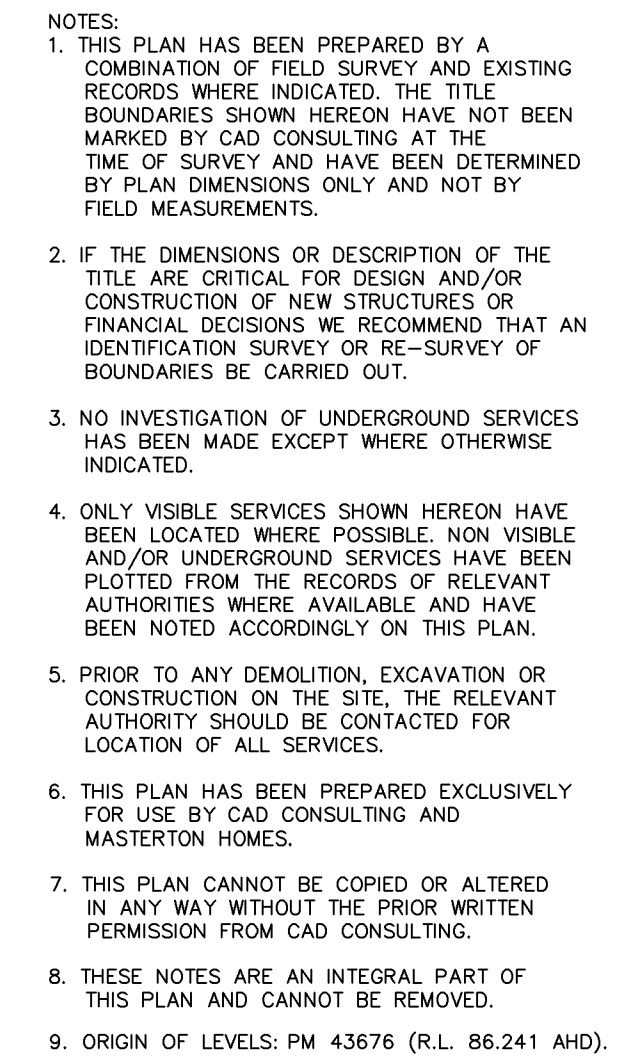 NOTES:
1. THIS PLAN HAS BEEN PREPARED BY A
COMBINATION OF FIELD SURVEY AND EXISTING
RECORDS WHERE INDICATED. THE TITLE
BOUNDARIES SHOWN HEREON HAVE NOT BEEN
MARKED BY CAD CONSULTING AT THE
TIME OF SURVEY AND HAVE BEEN DETERMINED
BY PLAN DIMENSIONS ONLY AND NOT BY
FIELD MEASUREMENTS.
2. IF THE DIMENSIONS OR DESCRIPTION OF THE
TITLE ARE CRITICAL FOR DESIGN AND/OR
CONSTRUCTION OF NEW STRUCTURES OR
FINANCIAL DECISIONS WE RECOMMEND THAT AN
IDENTIFICATION SURVEY OR RE-SURVEY OF
BOUNDARIES BE CARRIED OUT.
3. NO INVESTIGATION OF UNDERGROUND SERVICES
HAS BEEN MADE EXCEPT WHERE OTHERWISE
INDICATED.
4. ONLY VISIBLE SERVICES SHOWN HEREON HAVE
BEEN LOCATED WHERE POSSIBLE. NON VISIBLE
AND/OR UNDERGROUND SERVICES HAVE BEEN
PLOTTED FROM THE RECORDS OF RELEVANT
AUTHORITIES WHERE AVAILABLE AND HAVE
BEEN NOTED ACCORDINGLY ON THIS PLAN.
5. PRIOR TO ANY DEMOLITION, EXCAVATION OR
CONSTRUCTION ON THE SITE, THE RELEVANT
AUTHORITY SHOULD BE CONTACTED FOR
LOCATION OF ALL SERVICES.
6. THIS PLAN HAS BEEN PREPARED EXCLUSIVELY
FOR USE BY CAD CONSULTING AND
MASTERTON HOMES.
7. THIS PLAN CANNOT BE COPIED OR ALTERED
IN ANY WAY WITHOUT THE PRIOR WRITTEN
PERMISSION FROM CAD CONSULTING.
8. THESE NOTES ARE AN INTEGRAL PART OF
THIS PLAN AND CANNOT BE REMOVED.
9. ORIGIN OF LEVELS: PM 43676 (R.L. 86.241 AHD).